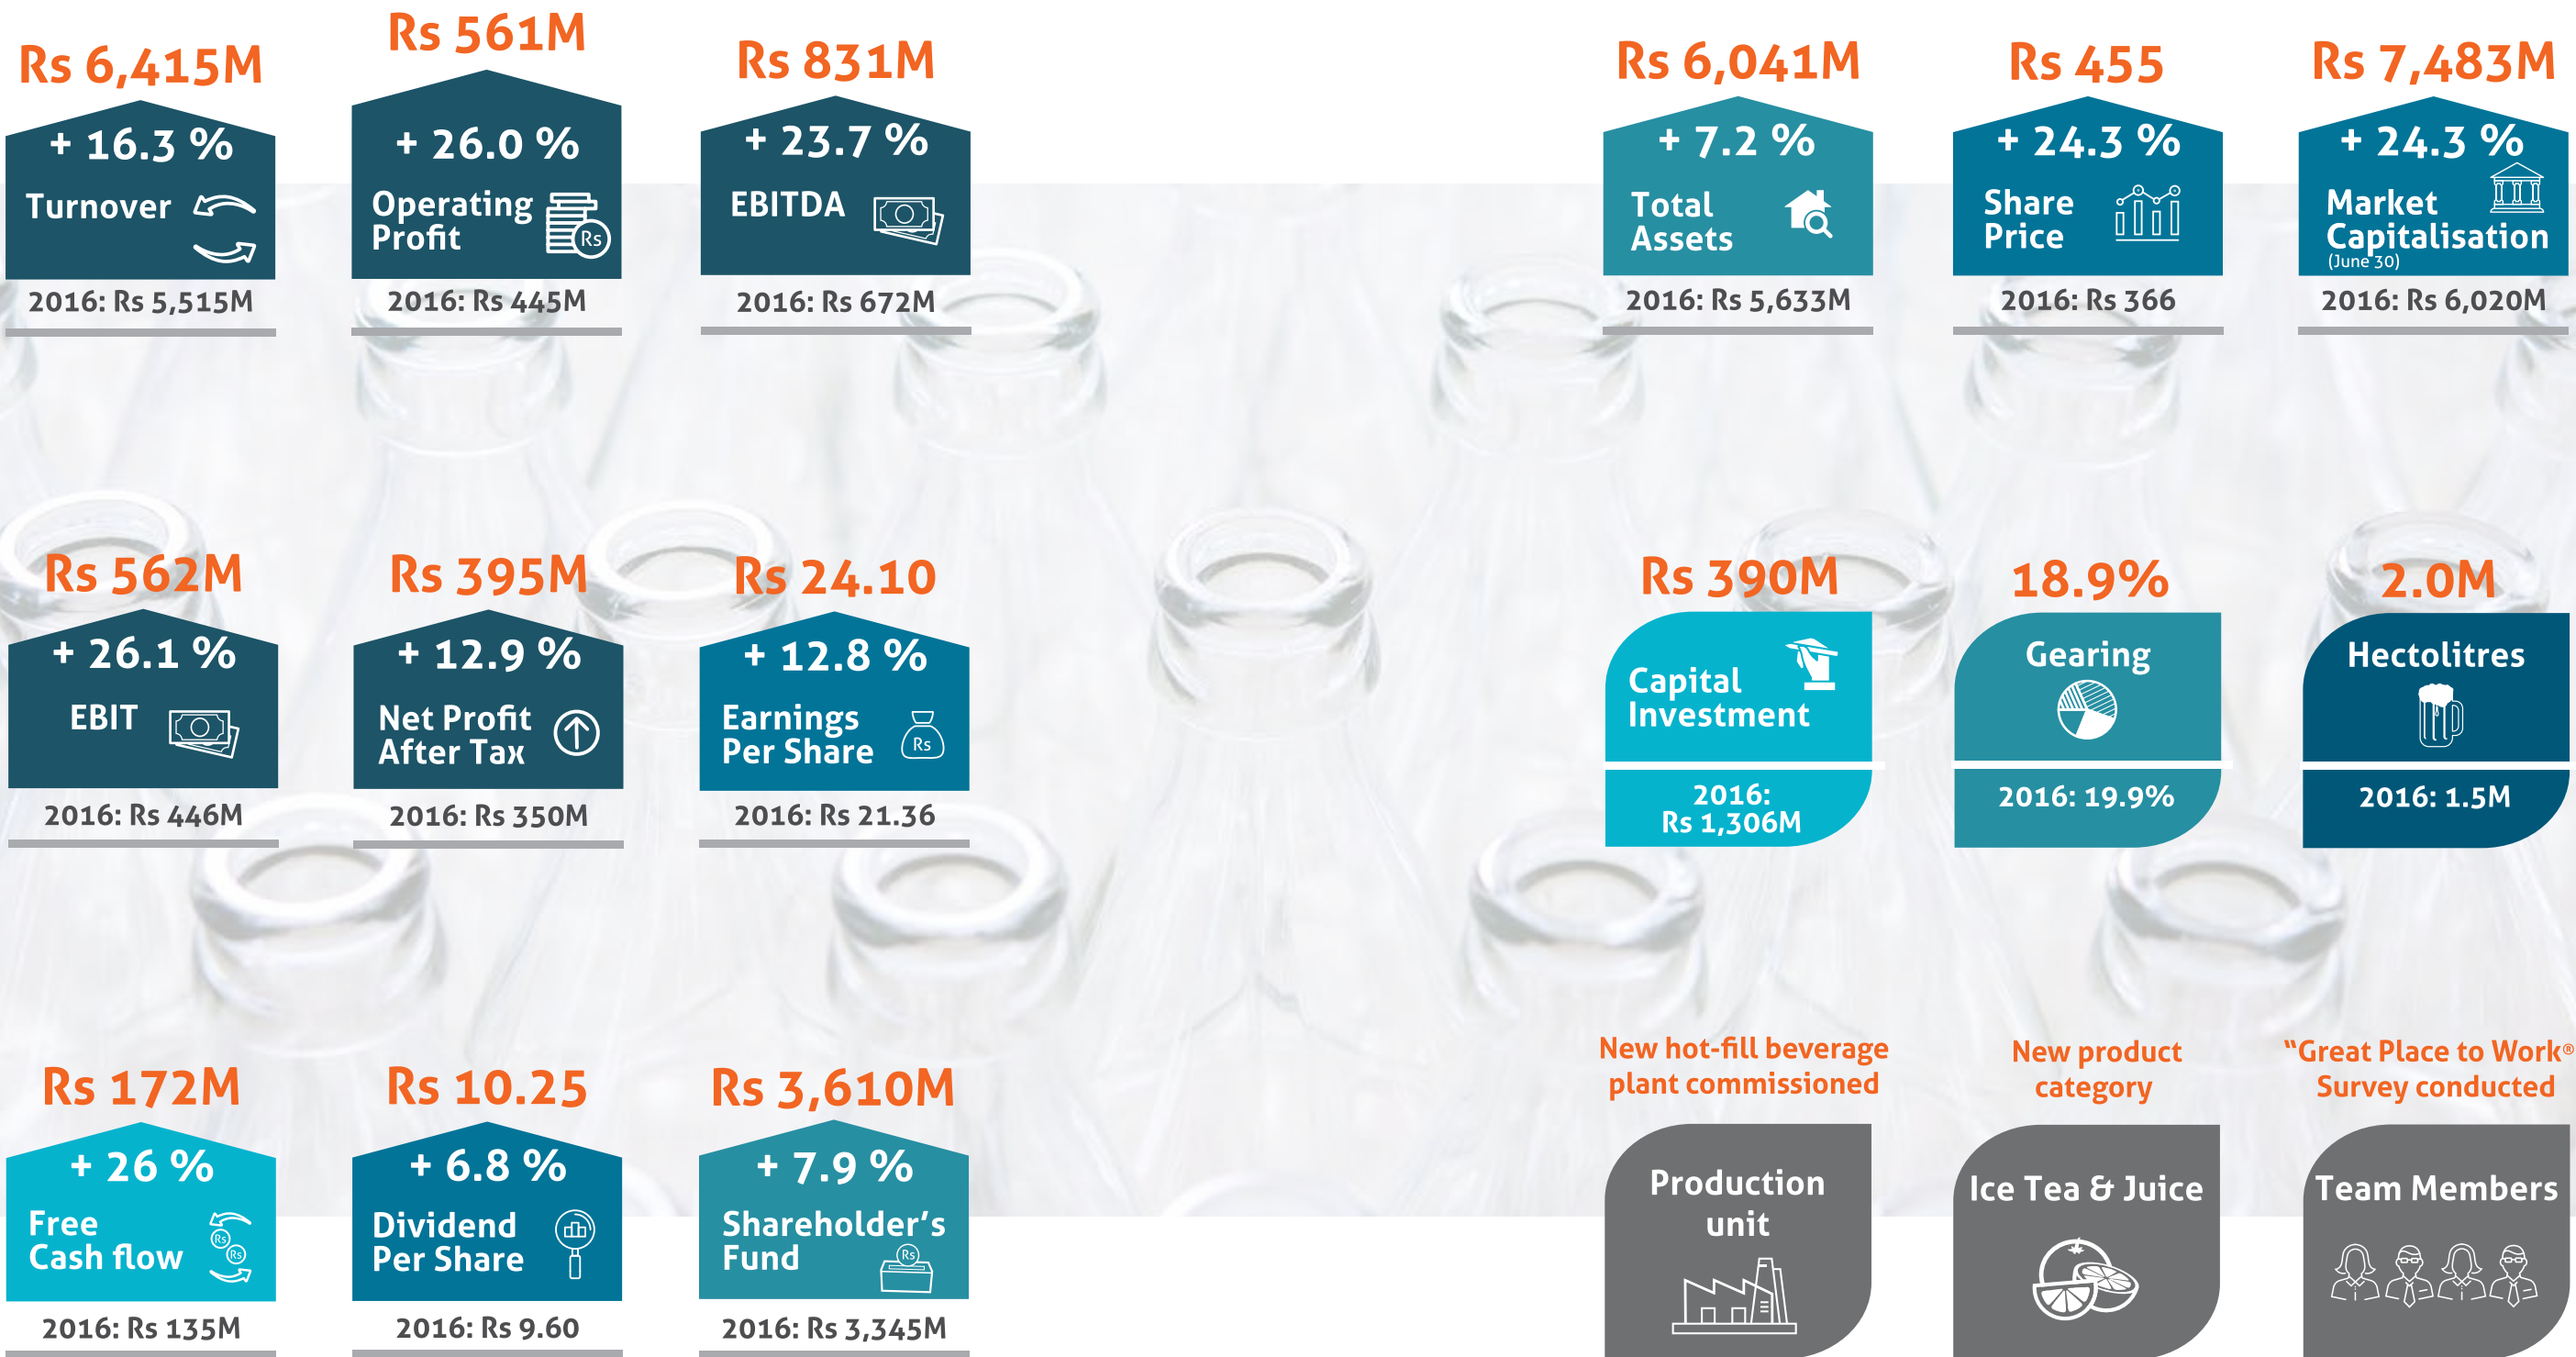 Rs 6,415M
+ 16.3 %
Turnover
2016: Rs 5,515M
Rs 561M
+ 26.0 %
Operating
Profit
Rs
2016: Rs 445M
Rs 831M
+ 23.7 %
EBITDA
2016: Rs 672M
Rs 6,041M
+ 7.2 %
Total
Assets
2016: Rs 5,633M
Rs 455
+ 24.3 %
Share
Price
2016: Rs 366
Rs 7,483M
+ 24.3 %
Market
Capitalisation
(June 30)
2016: Rs 6,020M
Rs 562M
+ 26.1 %
EBIT
2016: Rs 446M
Rs 395M
+ 12.9 %
Net Profit
After Tax
2016: Rs 350M
Rs 24.10
+ 12.8 %
Earnings
Per Share
Rs
2016: Rs 21.36
Rs 390M
Capital
Investment
2016:
Rs 1,306M
18.9%
Gearing
2016: 19.9%
2.0M
Hectolitres
2016: 1.5M
Rs 172M
+ 26 %
Free
Cash flow
Rs
Rs
2016: Rs 135M
Rs 10.25
+ 6.8 %
Dividend
Per Share
2016: Rs 9.60
Rs 3,610M
+ 7.9 %
Shareholder’s
Fund
Rs
2016: Rs 3,345M
New hot-fill beverage
plant commissioned
Production
unit
New product
category
Ice Tea & Juice
“Great Place to Work®
Survey conducted
Team Members